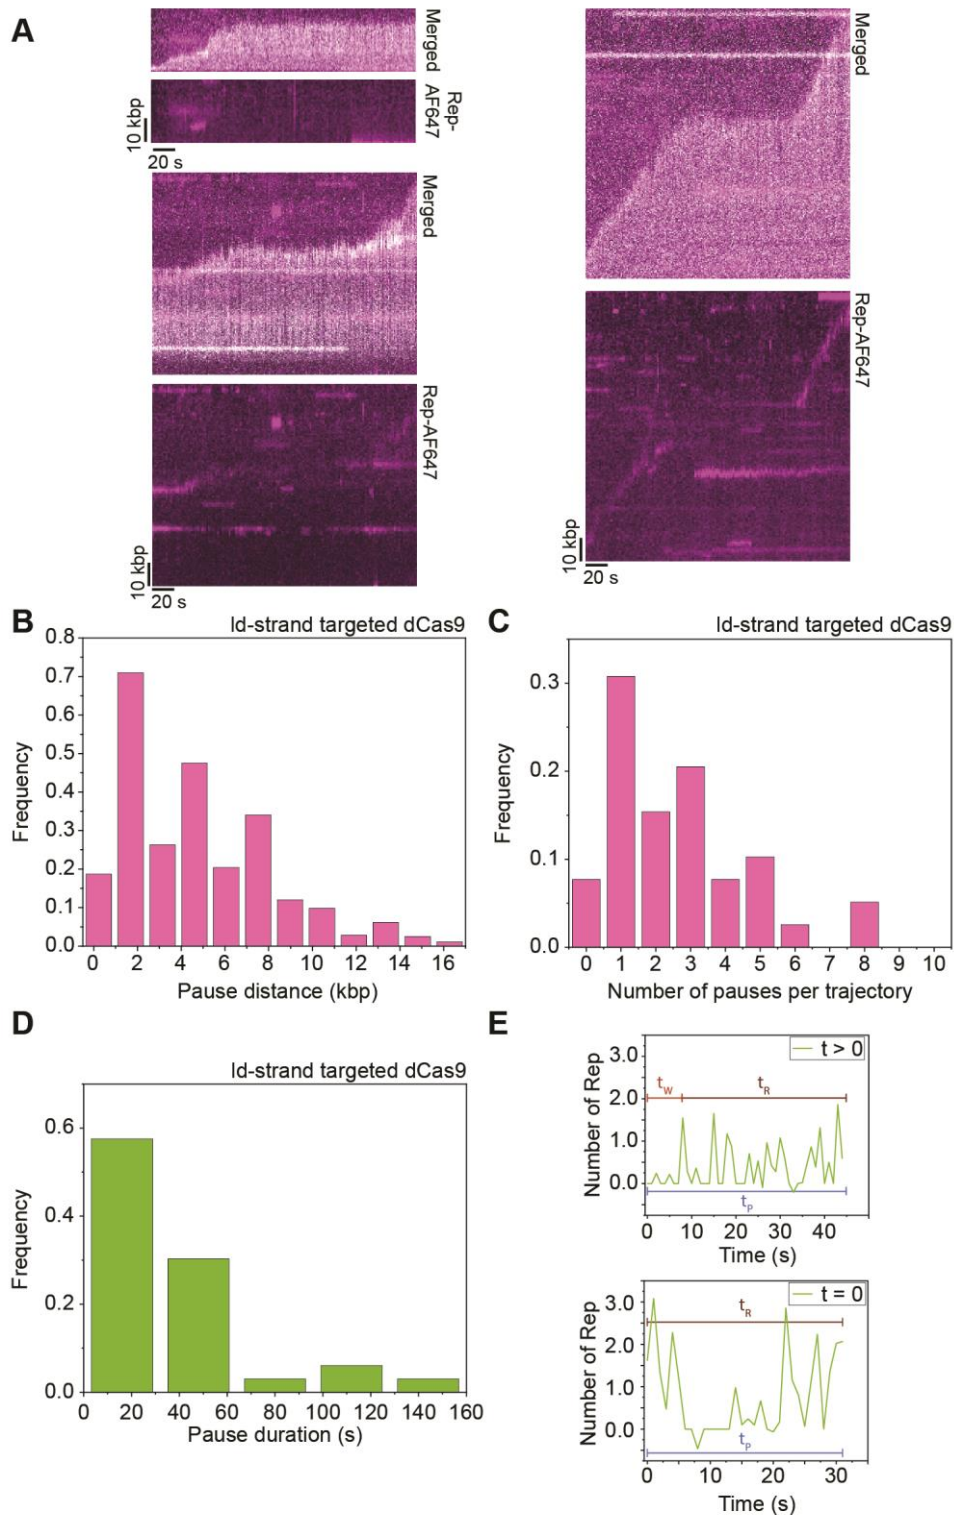 A
Merged
Rep-
AF647
10 kbp
20 s
Merged
Rep-AF647
10 kbp
20 s
Merged
Rep-AF647
10 kbp
20 s
B
ld-strand targeted dCas9
0.8
0.7
0.6
0.5
0.4
0.3
0.2
0.1
0.0
Frequency
0 2 4 6 8 10 12 14 16
Pause distance (kbp)
C
ld-strand targeted dCas9
0.3
0.2
0.1
0.0
Frequency
0 1 2 3 4 5 6 7 8 9 10
Number of pauses per trajectory
D
ld-strand targeted dCas9
0.6
0.4
0.2
0.0
Frequency
0 20 40 60 80 100 120 140 160
Pause duration (s)
E
t > 0
3.0
2.0
1.0
0.0
Number of Rep
tW tR
tP
0 10 20 30 40
Time (s)
t = 0
3.0
2.0
1.0
0.0
Number of Rep
tR
tP
0 10 20 30
Time (s)